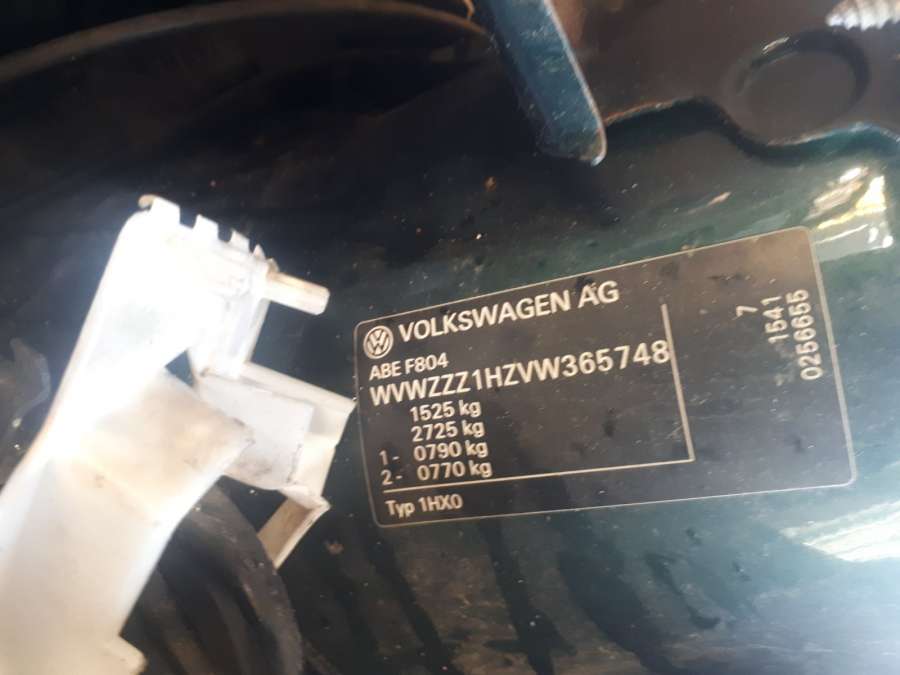 VOLKSWAGEN AG
ABE F804
WVWZZZ1HZVW365748
1525 kg
2725 kg
1- 0790 kg
2- 0770 kg
Typ 1HX0
7
1541
0256655